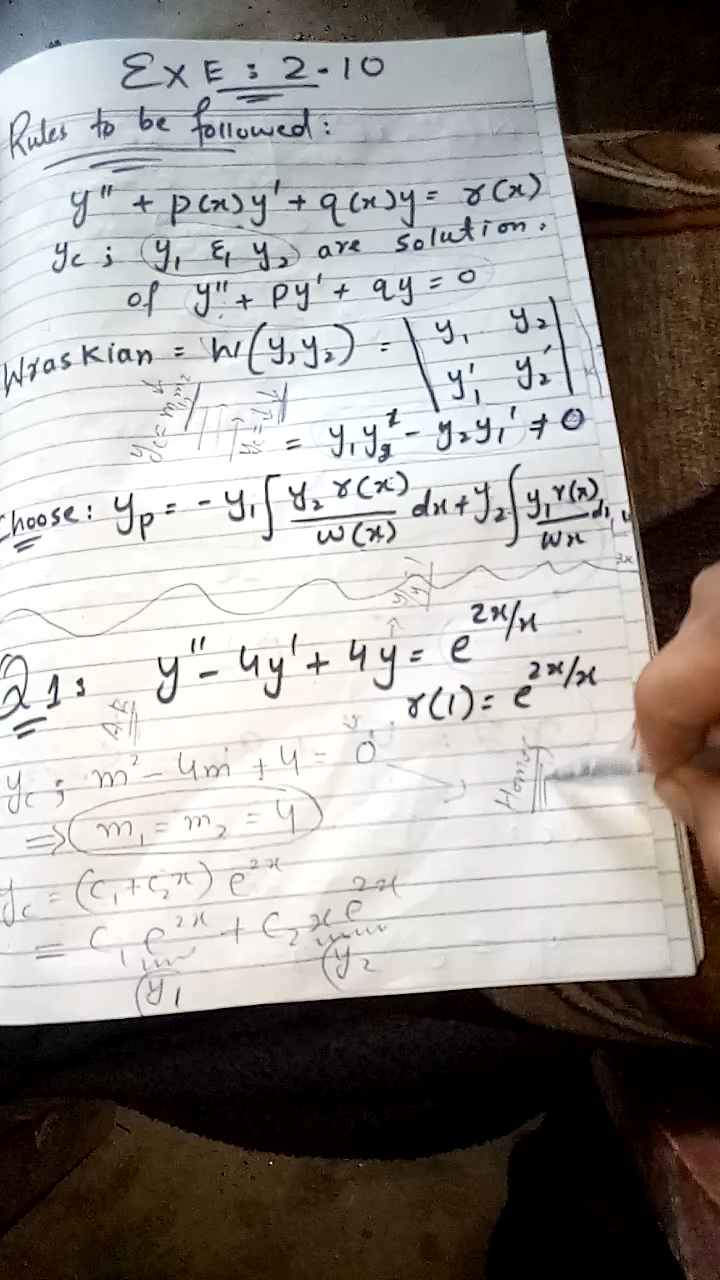 EXE : 2-10
Rules to be followed:
y" + p(x)y' + q(x)y = r(x)
yc ; y₁ & y₂ are solution.
of y" + py' + qy = 0
Wraskian = W(y,y₂) = | y₁ y₂ |
| y₁' y₂' |
= y₁y₂' - y₂y₁' ≠ 0
Choose: yp = - y₁ ∫ y₂ r(x) / w(x) dx + y₂ ∫ y₁ r(x) / wx dx
Q1: y" - 4y' + 4y = e^2x/x
r(1) = e^2x/x
yc ; m² - 4m + 4 = 0
⇒ m₁ = m₂ = 4
yc = (C₁+C₂x) e^2x
= C₁ e^2x + C₂ x e^2x
y₁ y₂